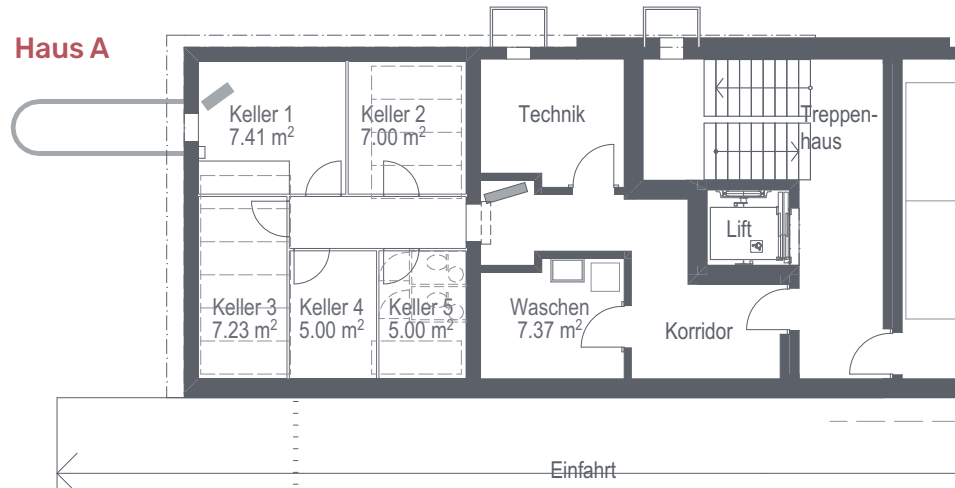 Haus A
Keller 1
7.41 m²
Keller 2
7.00 m²
Technik
Treppen-
haus
Lift
Keller 3
7.23 m²
Keller 4
5.00 m²
Keller 5
5.00 m²
Waschen
7.37 m²
Korridor
Einfahrt